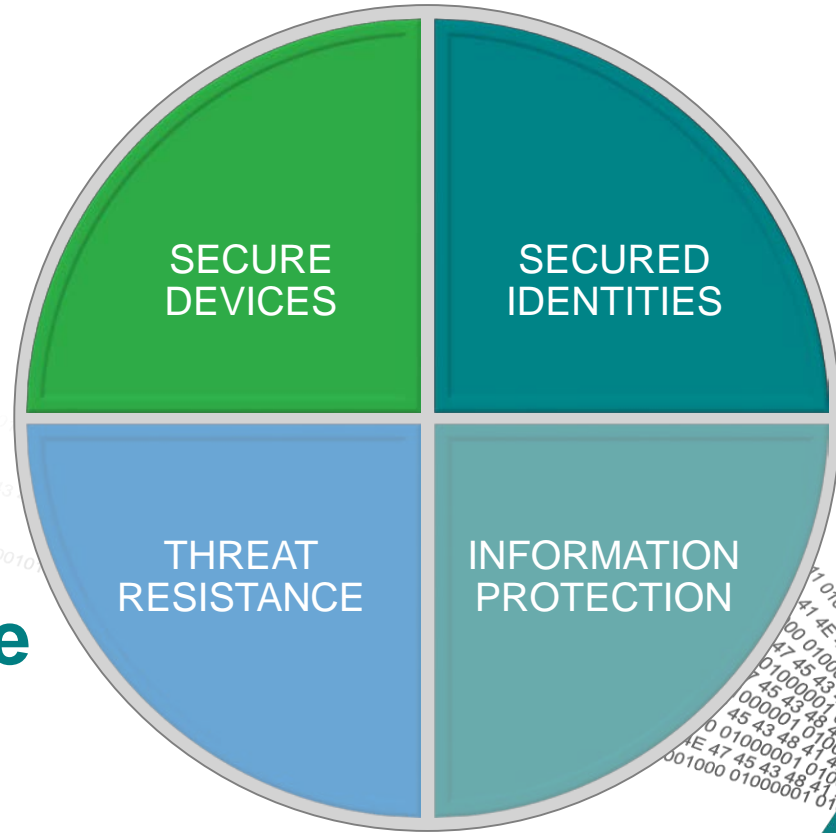 SECURE
DEVICES
SECURED
IDENTITIES
THREAT
RESISTANCE
INFORMATION
PROTECTION
e